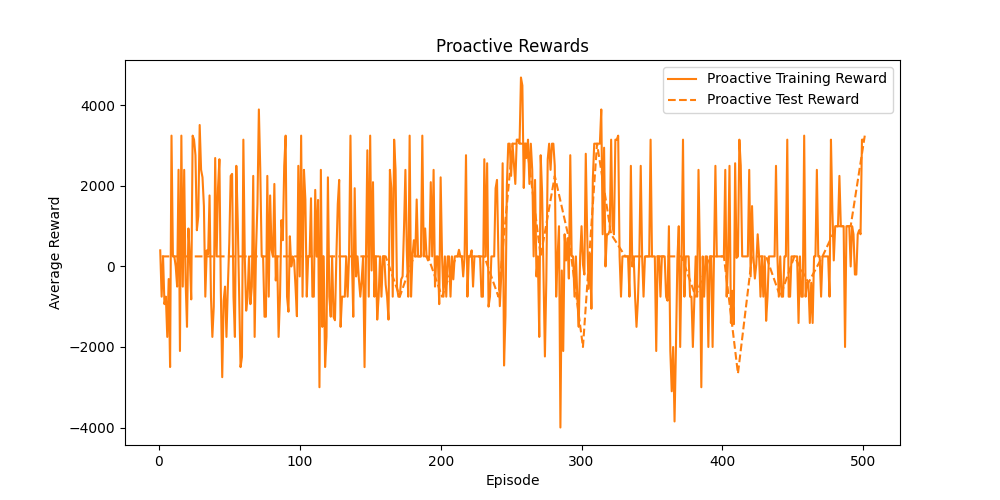 Proactive Rewards
Proactive Training Reward
Proactive Test Reward
4000
2000
0
−2000
−4000
Average Reward
0 100 200 300 400 500
Episode